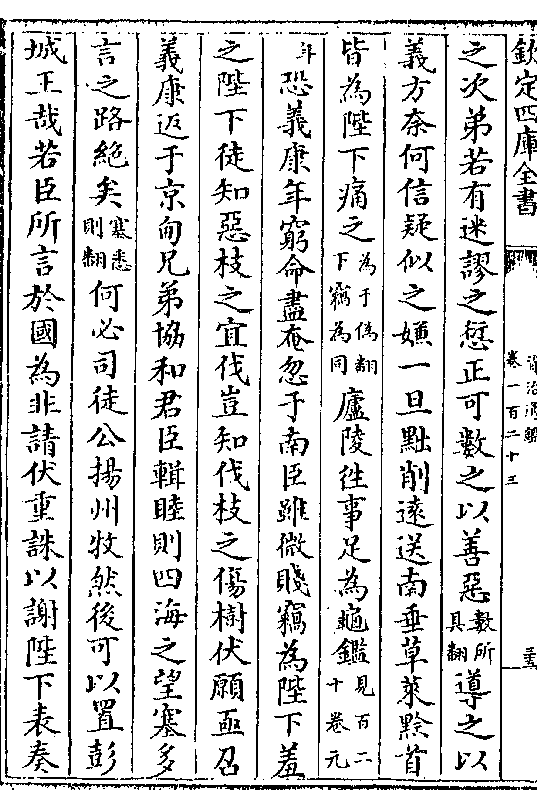 欽定四庫全書
資治通鑑
卷一百二十三
之次弟若有迷謬之愆正可數之以善惡數所具翻導之以
義方奈何信疑似之嫌一旦黜削逺送南垂草萊黔首
皆為陛下痛之為于偽翻下竊為同廬陵徃事足為龜鑑見百二十卷元
年恐義康年窮命盡奄忽于南臣雖微賤竊為陛下羞
之陛下徒知惡枝之宜伐豈知伐枝之傷樹伏願亟召
義康返于京甸兄弟協和君臣輯睦則四海之望塞多
言之路絶矣塞悉則翻何必司徒公揚州牧然後可以置彭
城王哉若臣所言於國為非請伏重誅以謝陛下表奏